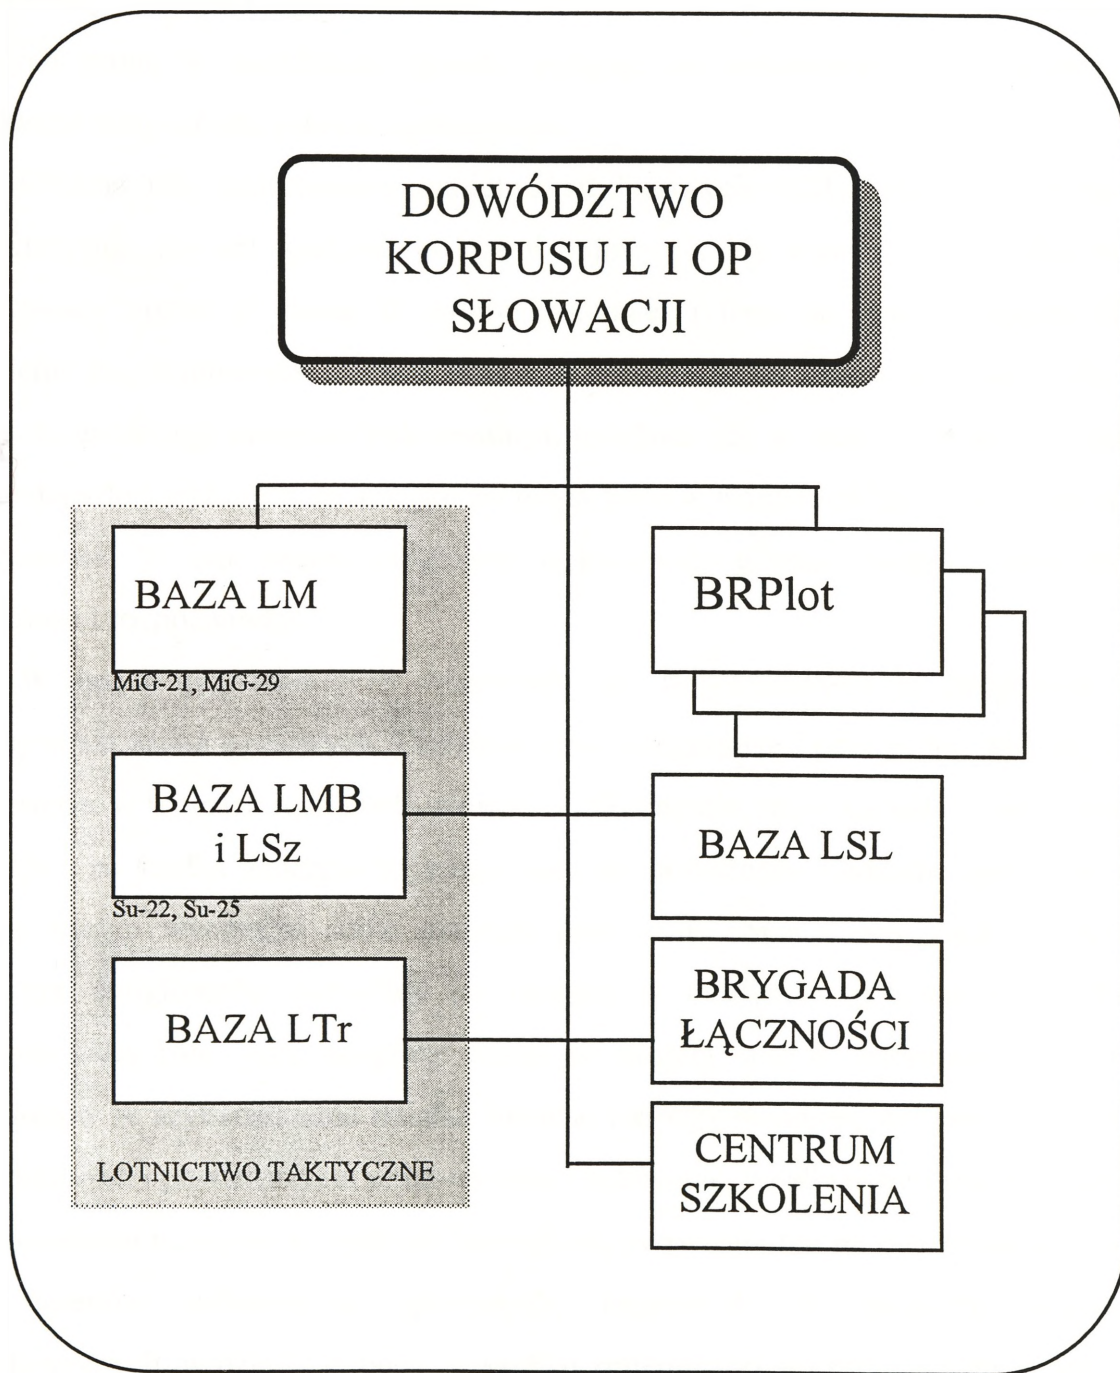 DOWÓDZTWO
KORPUSU L I OP
SŁOWACJI
BAZA LM
MiG-21, MiG-29
BRPlot
BAZA LMB
i LSz
Su-22, Su-25
BAZA LSL
BAZA LTr
BRYGADA
ŁĄCZNOŚCI
LOTNICTWO TAKTYCZNE
CENTRUM
SZKOLENIA